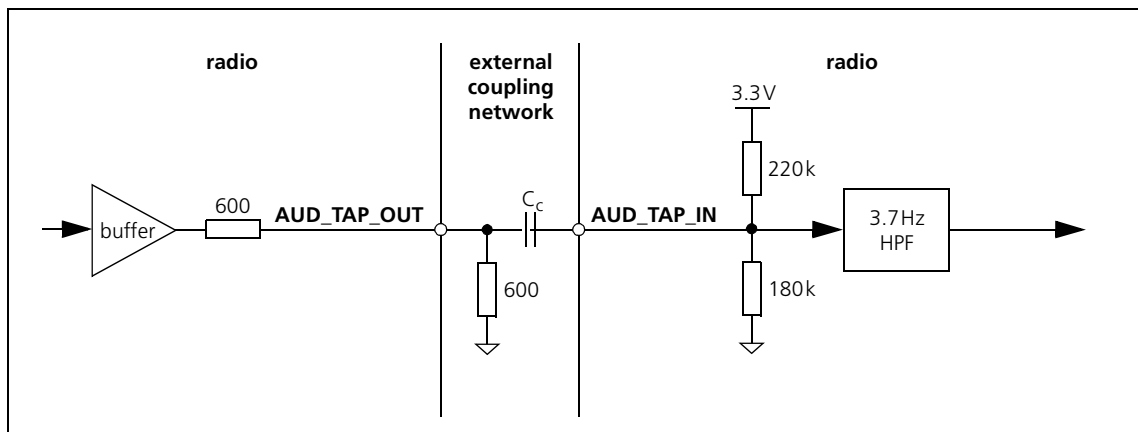 radio
external
coupling
network
radio
3.3V
220k
600
AUD_TAP_OUT
Cc
AUD_TAP_IN
buffer
3.7Hz
HPF
600
180k